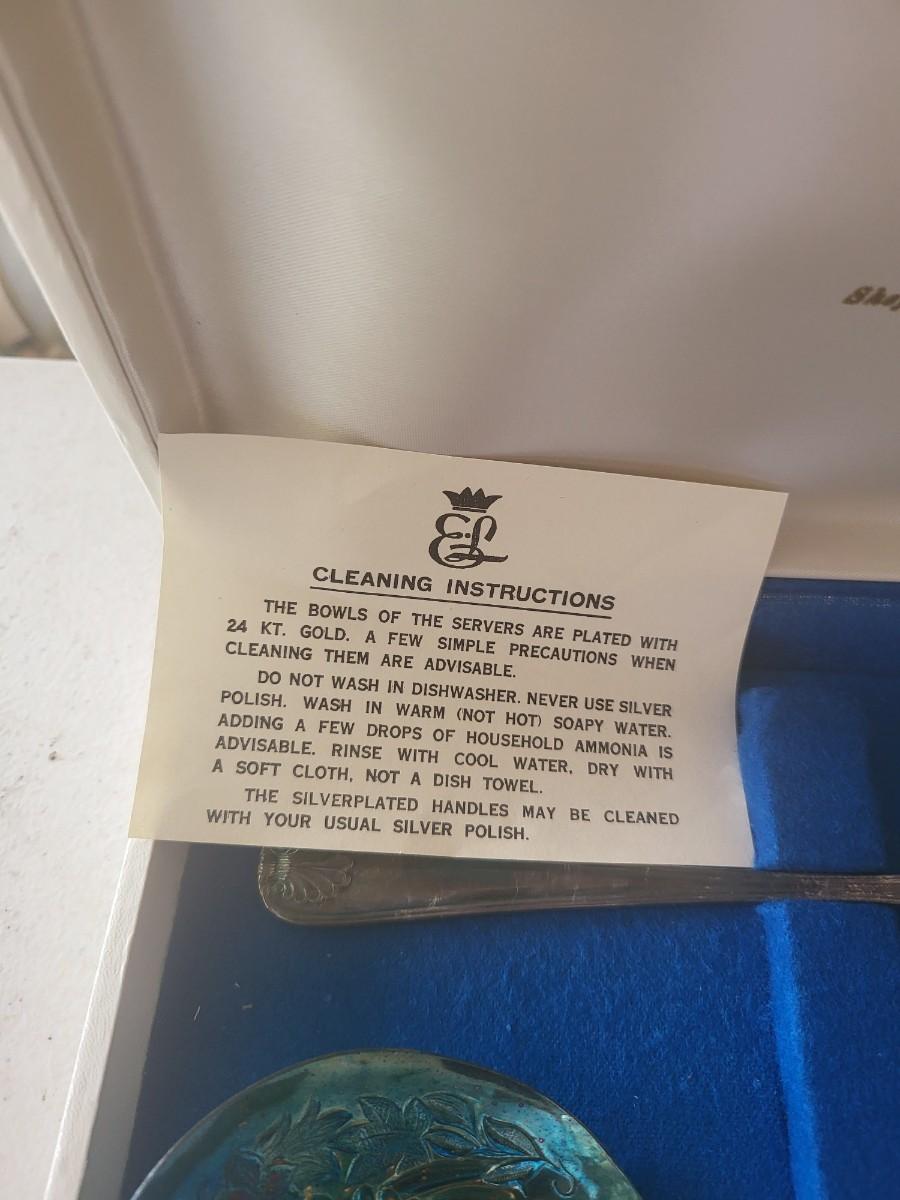 EL
CLEANING INSTRUCTIONS
THE BOWLS OF THE SERVERS ARE PLATED WITH
24 KT. GOLD. A FEW SIMPLE PRECAUTIONS WHEN
CLEANING THEM ARE ADVISABLE.
DO NOT WASH IN DISHWASHER. NEVER USE SILVER
POLISH. WASH IN WARM (NOT HOT) SOAPY WATER.
ADDING A FEW DROPS OF HOUSEHOLD AMMONIA IS
ADVISABLE. RINSE WITH COOL WATER, DRY WITH
A SOFT CLOTH, NOT A DISH TOWEL.
THE SILVERPLATED HANDLES MAY BE CLEANED
WITH YOUR USUAL SILVER POLISH.